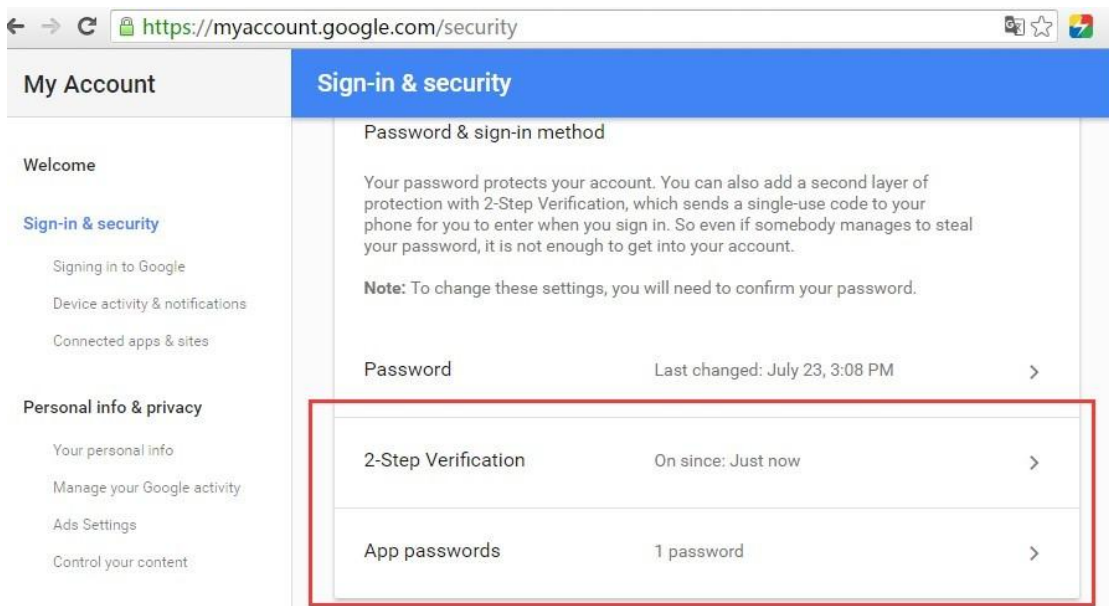 https://myaccount.google.com/security
My Account
Sign-in & security
Welcome
Sign-in & security
Signing in to Google
Device activity & notifications
Connected apps & sites
Personal info & privacy
Your personal info
Manage your Google activity
Ads Settings
Control your content
Password & sign-in method
Your password protects your account. You can also add a second layer of
protection with 2-Step Verification, which sends a single-use code to your
phone for you to enter when you sign in. So even if somebody manages to steal
your password, it is not enough to get into your account.
Note: To change these settings, you will need to confirm your password.
Password Last changed: July 23, 3:08 PM
2-Step Verification On since: Just now
App passwords 1 password